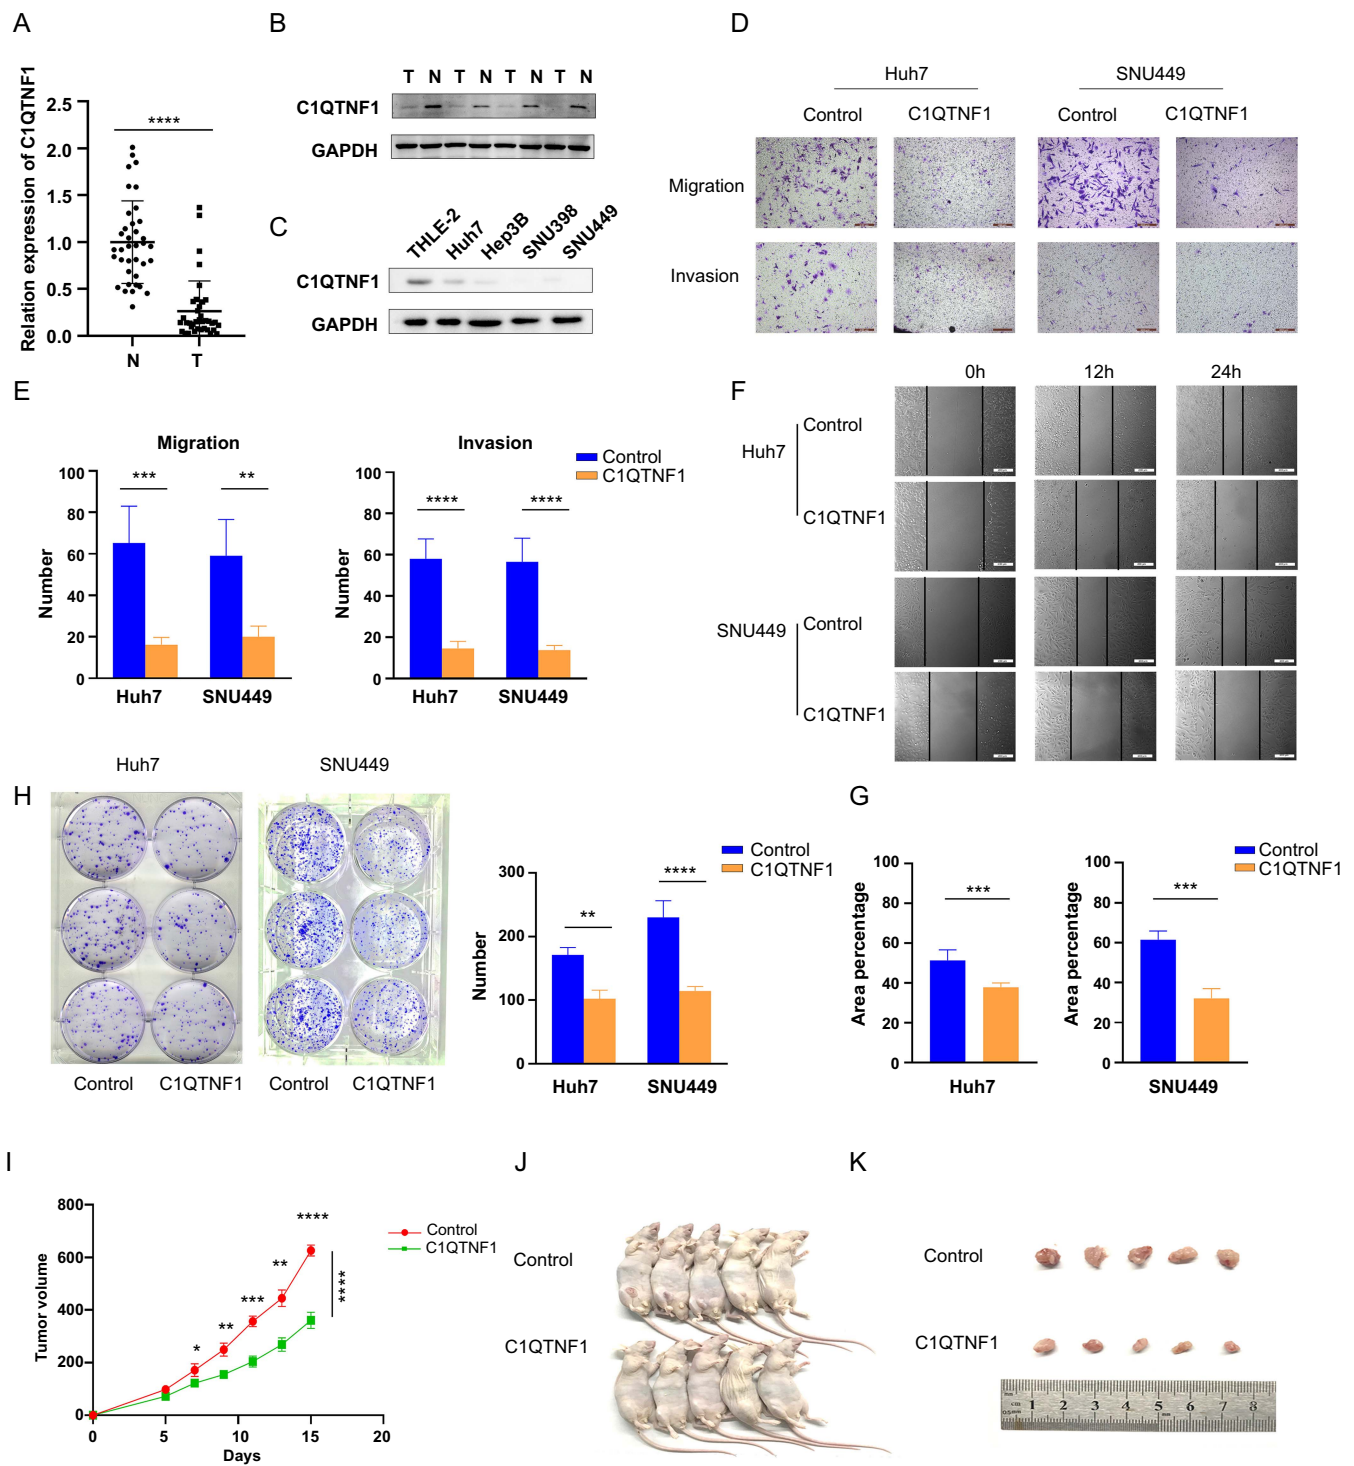 A
Relation expression of C1QTNF1
2.5
2.0
1.5
1.0
0.5
0.0
****
N
T
B
T N T N T N T N
C1QTNF1
GAPDH
C
THLE-2
Huh7
Hep3B
SNU398
SNU449
C1QTNF1
GAPDH
D
Huh7
SNU449
Control
C1QTNF1
Control
C1QTNF1
Migration
Invasion
E
Migration
Number
100
80
60
40
20
0
***
**
Huh7
SNU449
Invasion
Number
100
80
60
40
20
0
****
****
Huh7
SNU449
Control
C1QTNF1
F
0h
12h
24h
Huh7
Control
C1QTNF1
SNU449
Control
C1QTNF1
H
Huh7
SNU449
Control
C1QTNF1
Control
C1QTNF1
Number
300
200
100
0
**
****
Huh7
SNU449
Control
C1QTNF1
G
Area percentage
100
80
60
40
20
0
***
Huh7
Area percentage
100
80
60
40
20
0
***
SNU449
Control
C1QTNF1
I
Tumor volume
800
600
400
200
0
0
5
10
15
20
Days
*
**
***
**
****
****
Control
C1QTNF1
J
Control
C1QTNF1
K
Control
C1QTNF1
mm
cm 1 2 3 4 5 6 7 8
0.5mm
mm